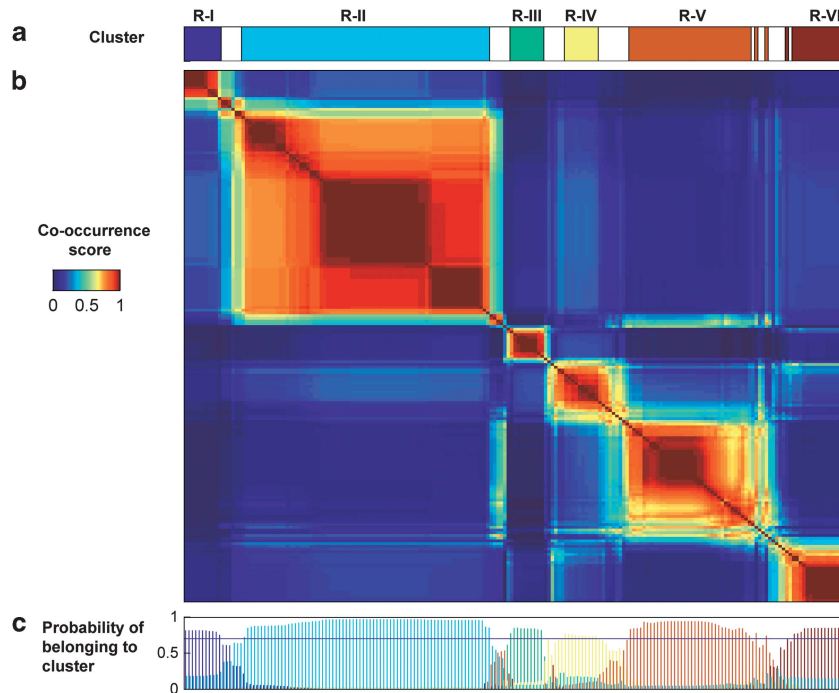 R-I R-II R-III R-IV R-V R-VI
a Cluster
b
Co-occurrence
score
0 0.5 1
c Probability of
belonging to
cluster
1
0.5
0